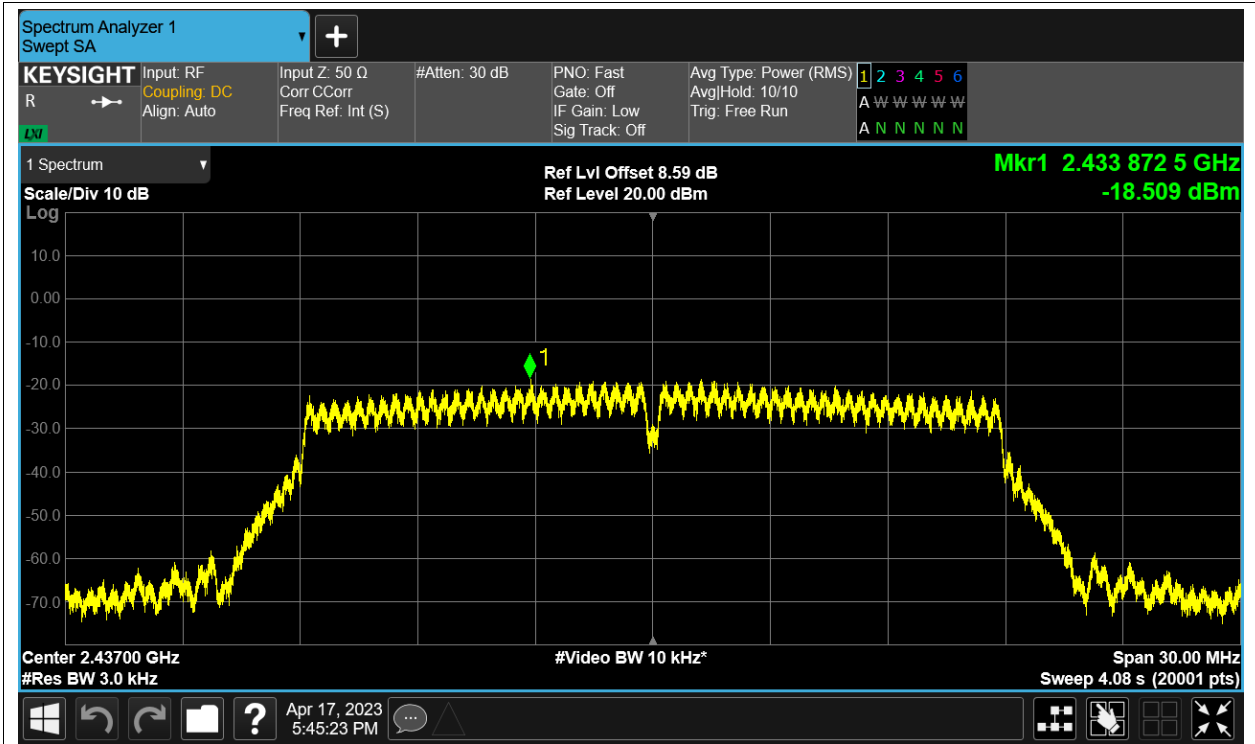 Spectrum Analyzer 1
Swept SA
+
KEYSIGHT
R
LXI
Input: RF
Coupling: DC
Align: Auto
Input Z: 50 Ω
Corr CCorr
Freq Ref: Int (S)
#Atten: 30 dB
PNO: Fast
Gate: Off
IF Gain: Low
Sig Track: Off
Avg Type: Power (RMS)
Avg|Hold: 10/10
Trig: Free Run
1 2 3 4 5 6
A W W W W W
A N N N N N
1 Spectrum
Scale/Div 10 dB
Log
Ref Lvl Offset 8.59 dB
Ref Level 20.00 dBm
Mkr1 2.433 872 5 GHz
-18.509 dBm
10.0
0.00
-10.0
1
-20.0
-30.0
-40.0
-50.0
-60.0
-70.0
Center 2.43700 GHz
#Res BW 3.0 kHz
#Video BW 10 kHz*
Span 30.00 MHz
Sweep 4.08 s (20001 pts)
?
Apr 17, 2023
5:45:23 PM